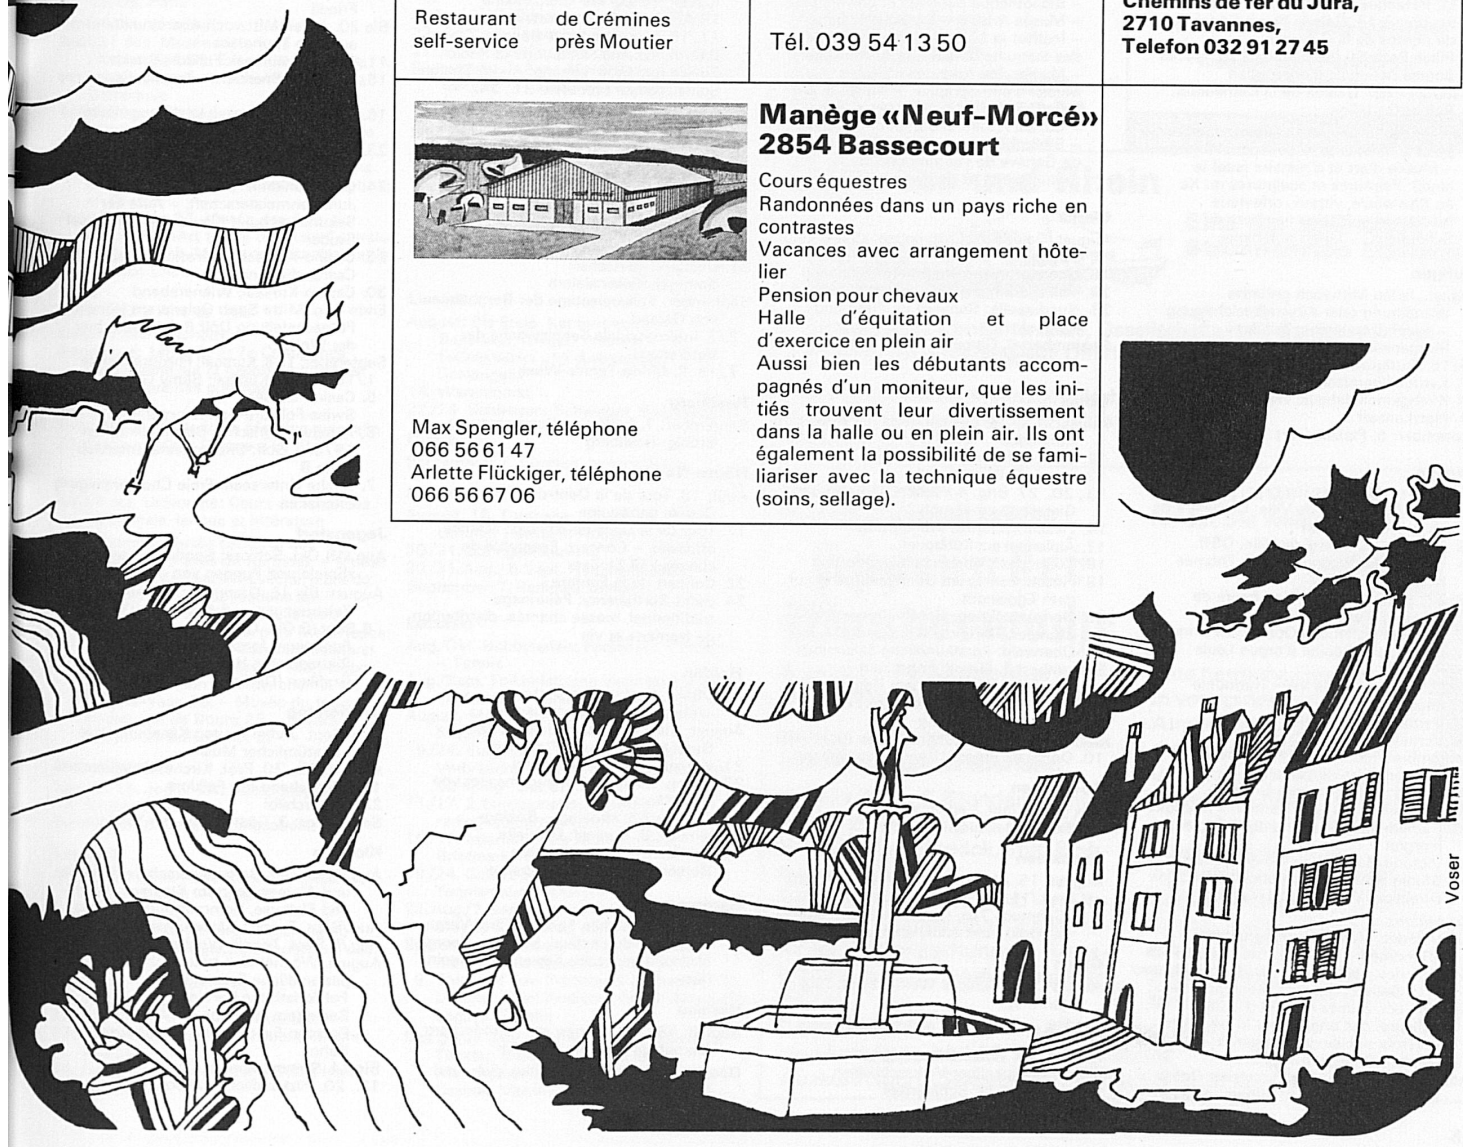 Restaurant de Crémines
self-service près Moutier
Tél. 039 54 13 50
Chemins de fer du Jura,
2710 Tavannes,
Telefon 032 91 27 45
Manège «Neuf-Morcé»
2854 Bassecourt
Cours équestres
Randonnées dans un pays riche en
contrastes
Vacances avec arrangement hôte-
lier
Pension pour chevaux
Halle d'équitation et place
d'exercice en plein air
Aussi bien les débutants accom-
pagnés d'un moniteur, que les ini-
tiés trouvent leur divertissement
dans la halle ou en plein air. Ils ont
également la possibilité de se fami-
liariser avec la technique équestre
(soins, sellage).
Max Spengler, téléphone
066 56 61 47
Arlette Flückiger, téléphone
066 56 67 06
Voser